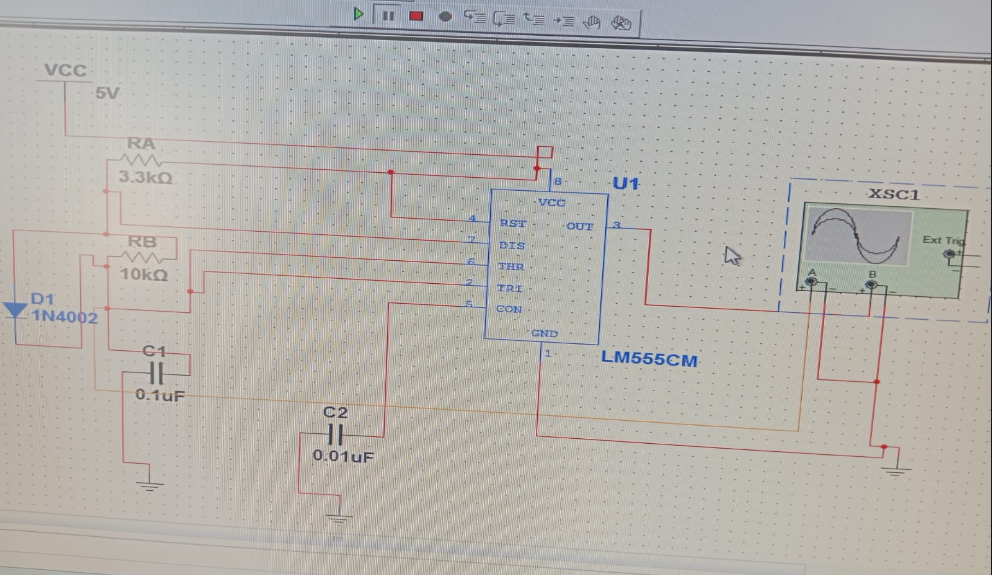 VCC
5V
RA
3.3kΩ
RB
10kΩ
D1
1N4002
C1
0.1uF
C2
0.01uF
U1
8
VCC
4
RST
OUT
3
7
DIS
6
THR
2
TRI
5
CON
GND
1
LM555CM
XSC1
Ext Trig
+
A
B